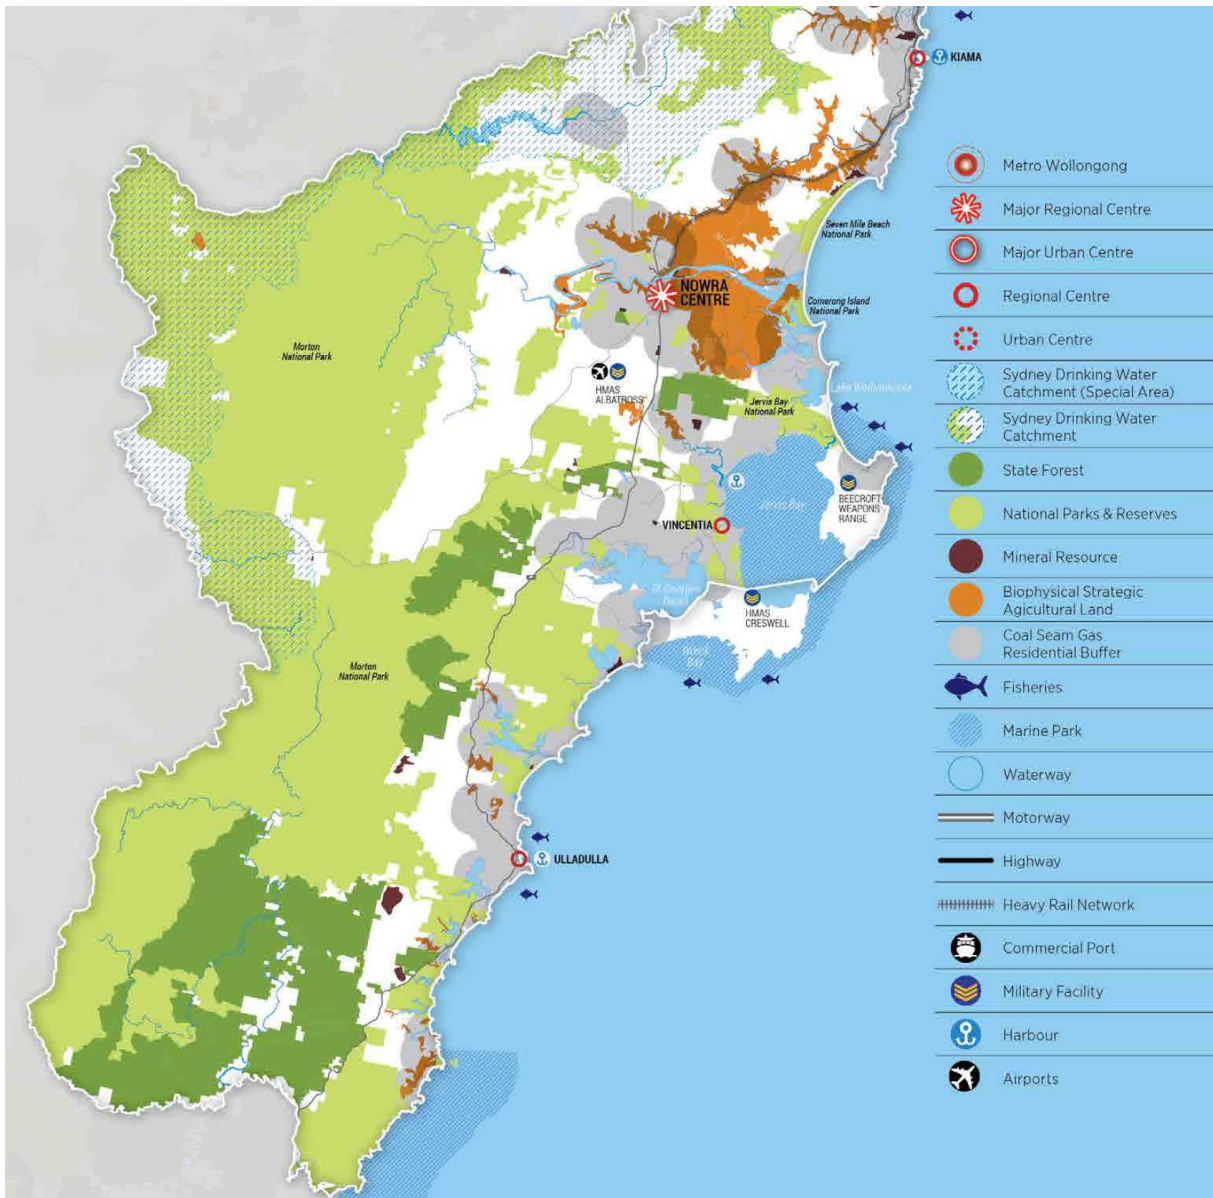 KIAMA
Seven Mile Beach
National Park
NOWRA
CENTRE
Comerong Island
National Park
Morton
National Park
HMAS
ALBATROSS
Lake Wollumboola
Jervis Bay
National Park
BEECROFT
WEAPONS
RANGE
Jervis Bay
VINCENTIA
St Georges
Basin
HMAS
CRESWELL
Wreck
Bay
Morton
National Park
ULLADULLA
Metro Wollongong
Major Regional Centre
Major Urban Centre
Regional Centre
Urban Centre
Sydney Drinking Water
Catchment (Special Area)
Sydney Drinking Water
Catchment
State Forest
National Parks & Reserves
Mineral Resource
Biophysical Strategic
Agicultural Land
Coal Seam Gas
Residential Buffer
Fisheries
Marine Park
Waterway
Motorway
Highway
Heavy Rail Network
Commercial Port
Military Facility
Harbour
Airports